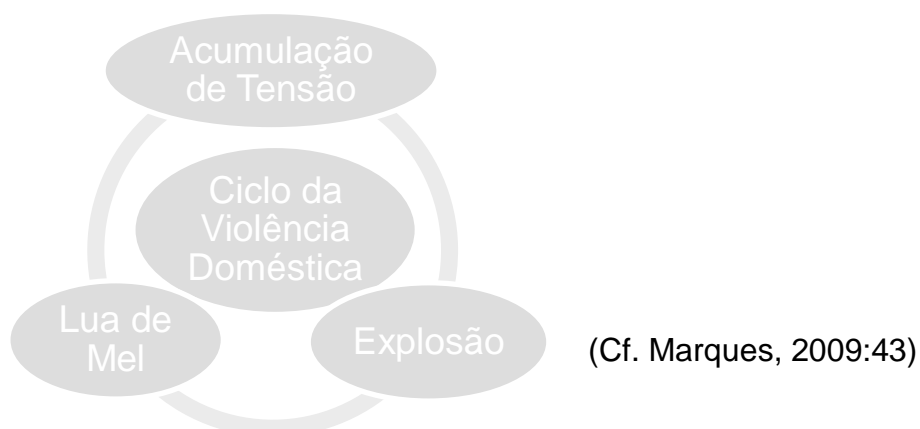 Acumulação
de Tensão
Ciclo da
Violência
Doméstica
Lua de
Mel
Explosão
(Cf. Marques, 2009:43)